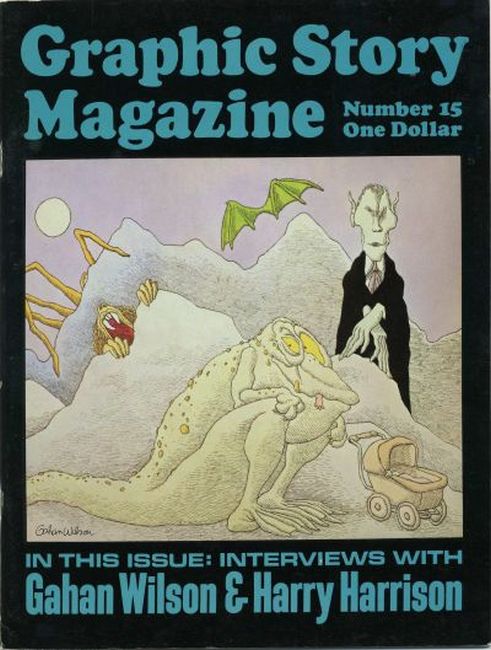 Graphic Story
Magazine
Number 15
One Dollar
Gahan Wilson
IN THIS ISSUE: INTERVIEWS WITH
Gahan Wilson & Harry Harrison